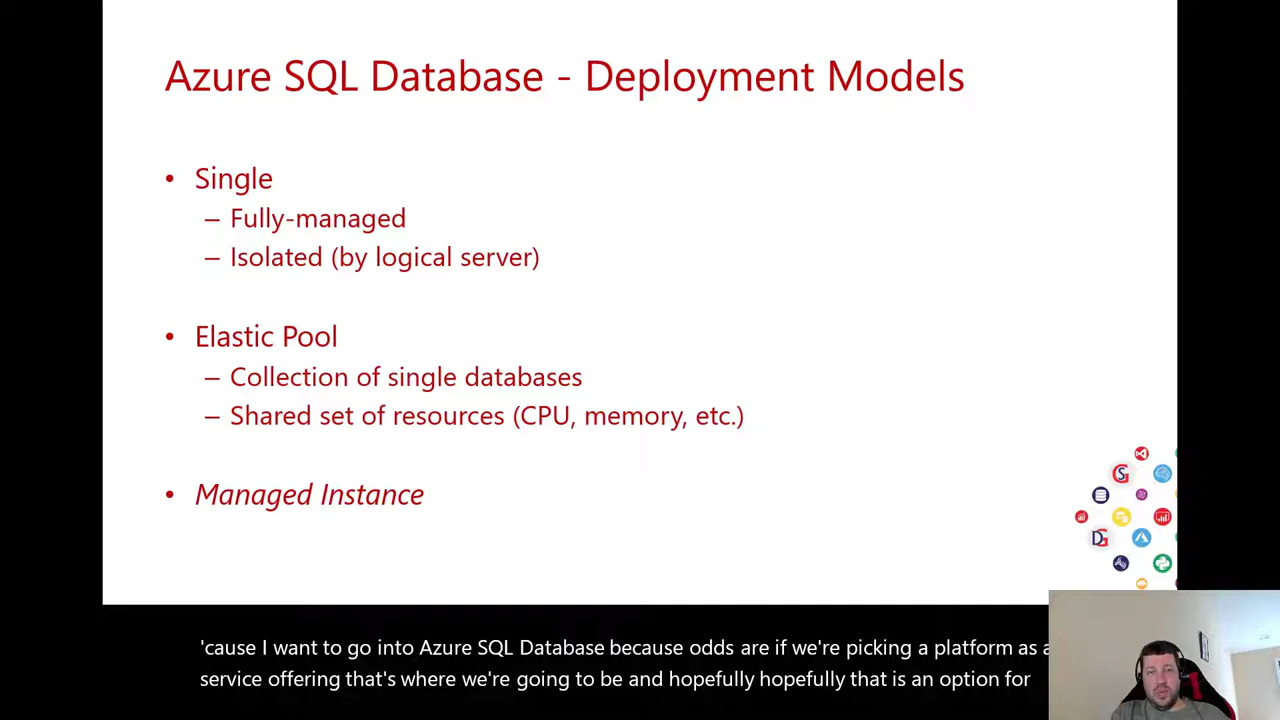 Azure SQL Database - Deployment Models
• Single
– Fully-managed
– Isolated (by logical server)
• Elastic Pool
– Collection of single databases
– Shared set of resources (CPU, memory, etc.)
• Managed Instance
S G
DG
'cause I want to go into Azure SQL Database because odds are if we're picking a platform as
service offering that's where we're going to be and hopefully hopefully that is an option for